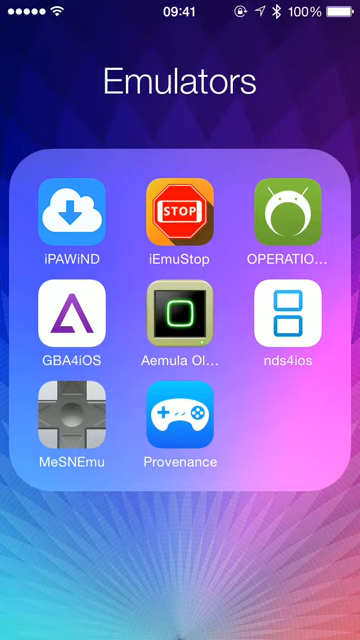 09:41
100%
Emulators
STOP
iPAWiND
iEmuStop
OPERATIO...
GBA4iOS
Aemula Ol...
nds4ios
MeSNEmu
Provenance